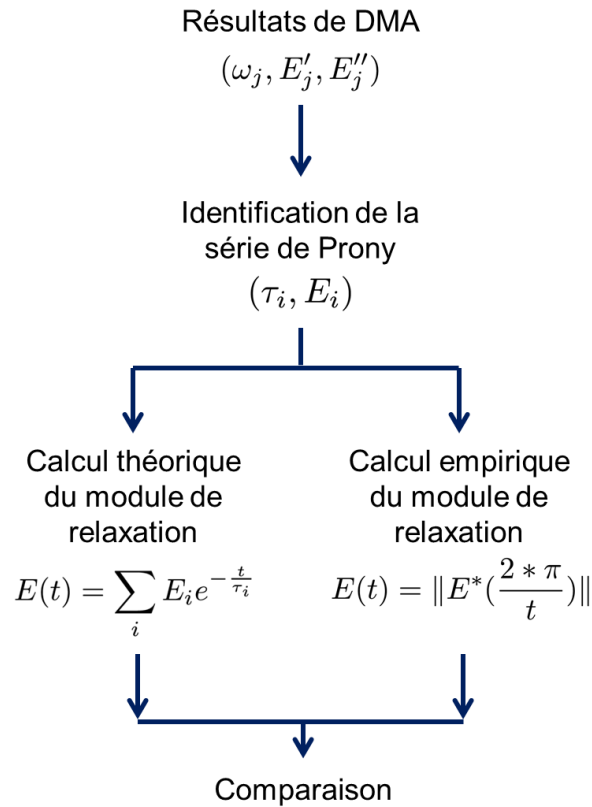 Résultats de DMA
(ω_j, E'_j, E''_j)
Identification de la
série de Prony
(τ_i, E_i)
Calcul théorique
du module de
relaxation
E(t) = ∑_i E_i e^{-t/τ_i}
Calcul empirique
du module de
relaxation
E(t) = ‖E*(2 * π / t)‖
Comparaison